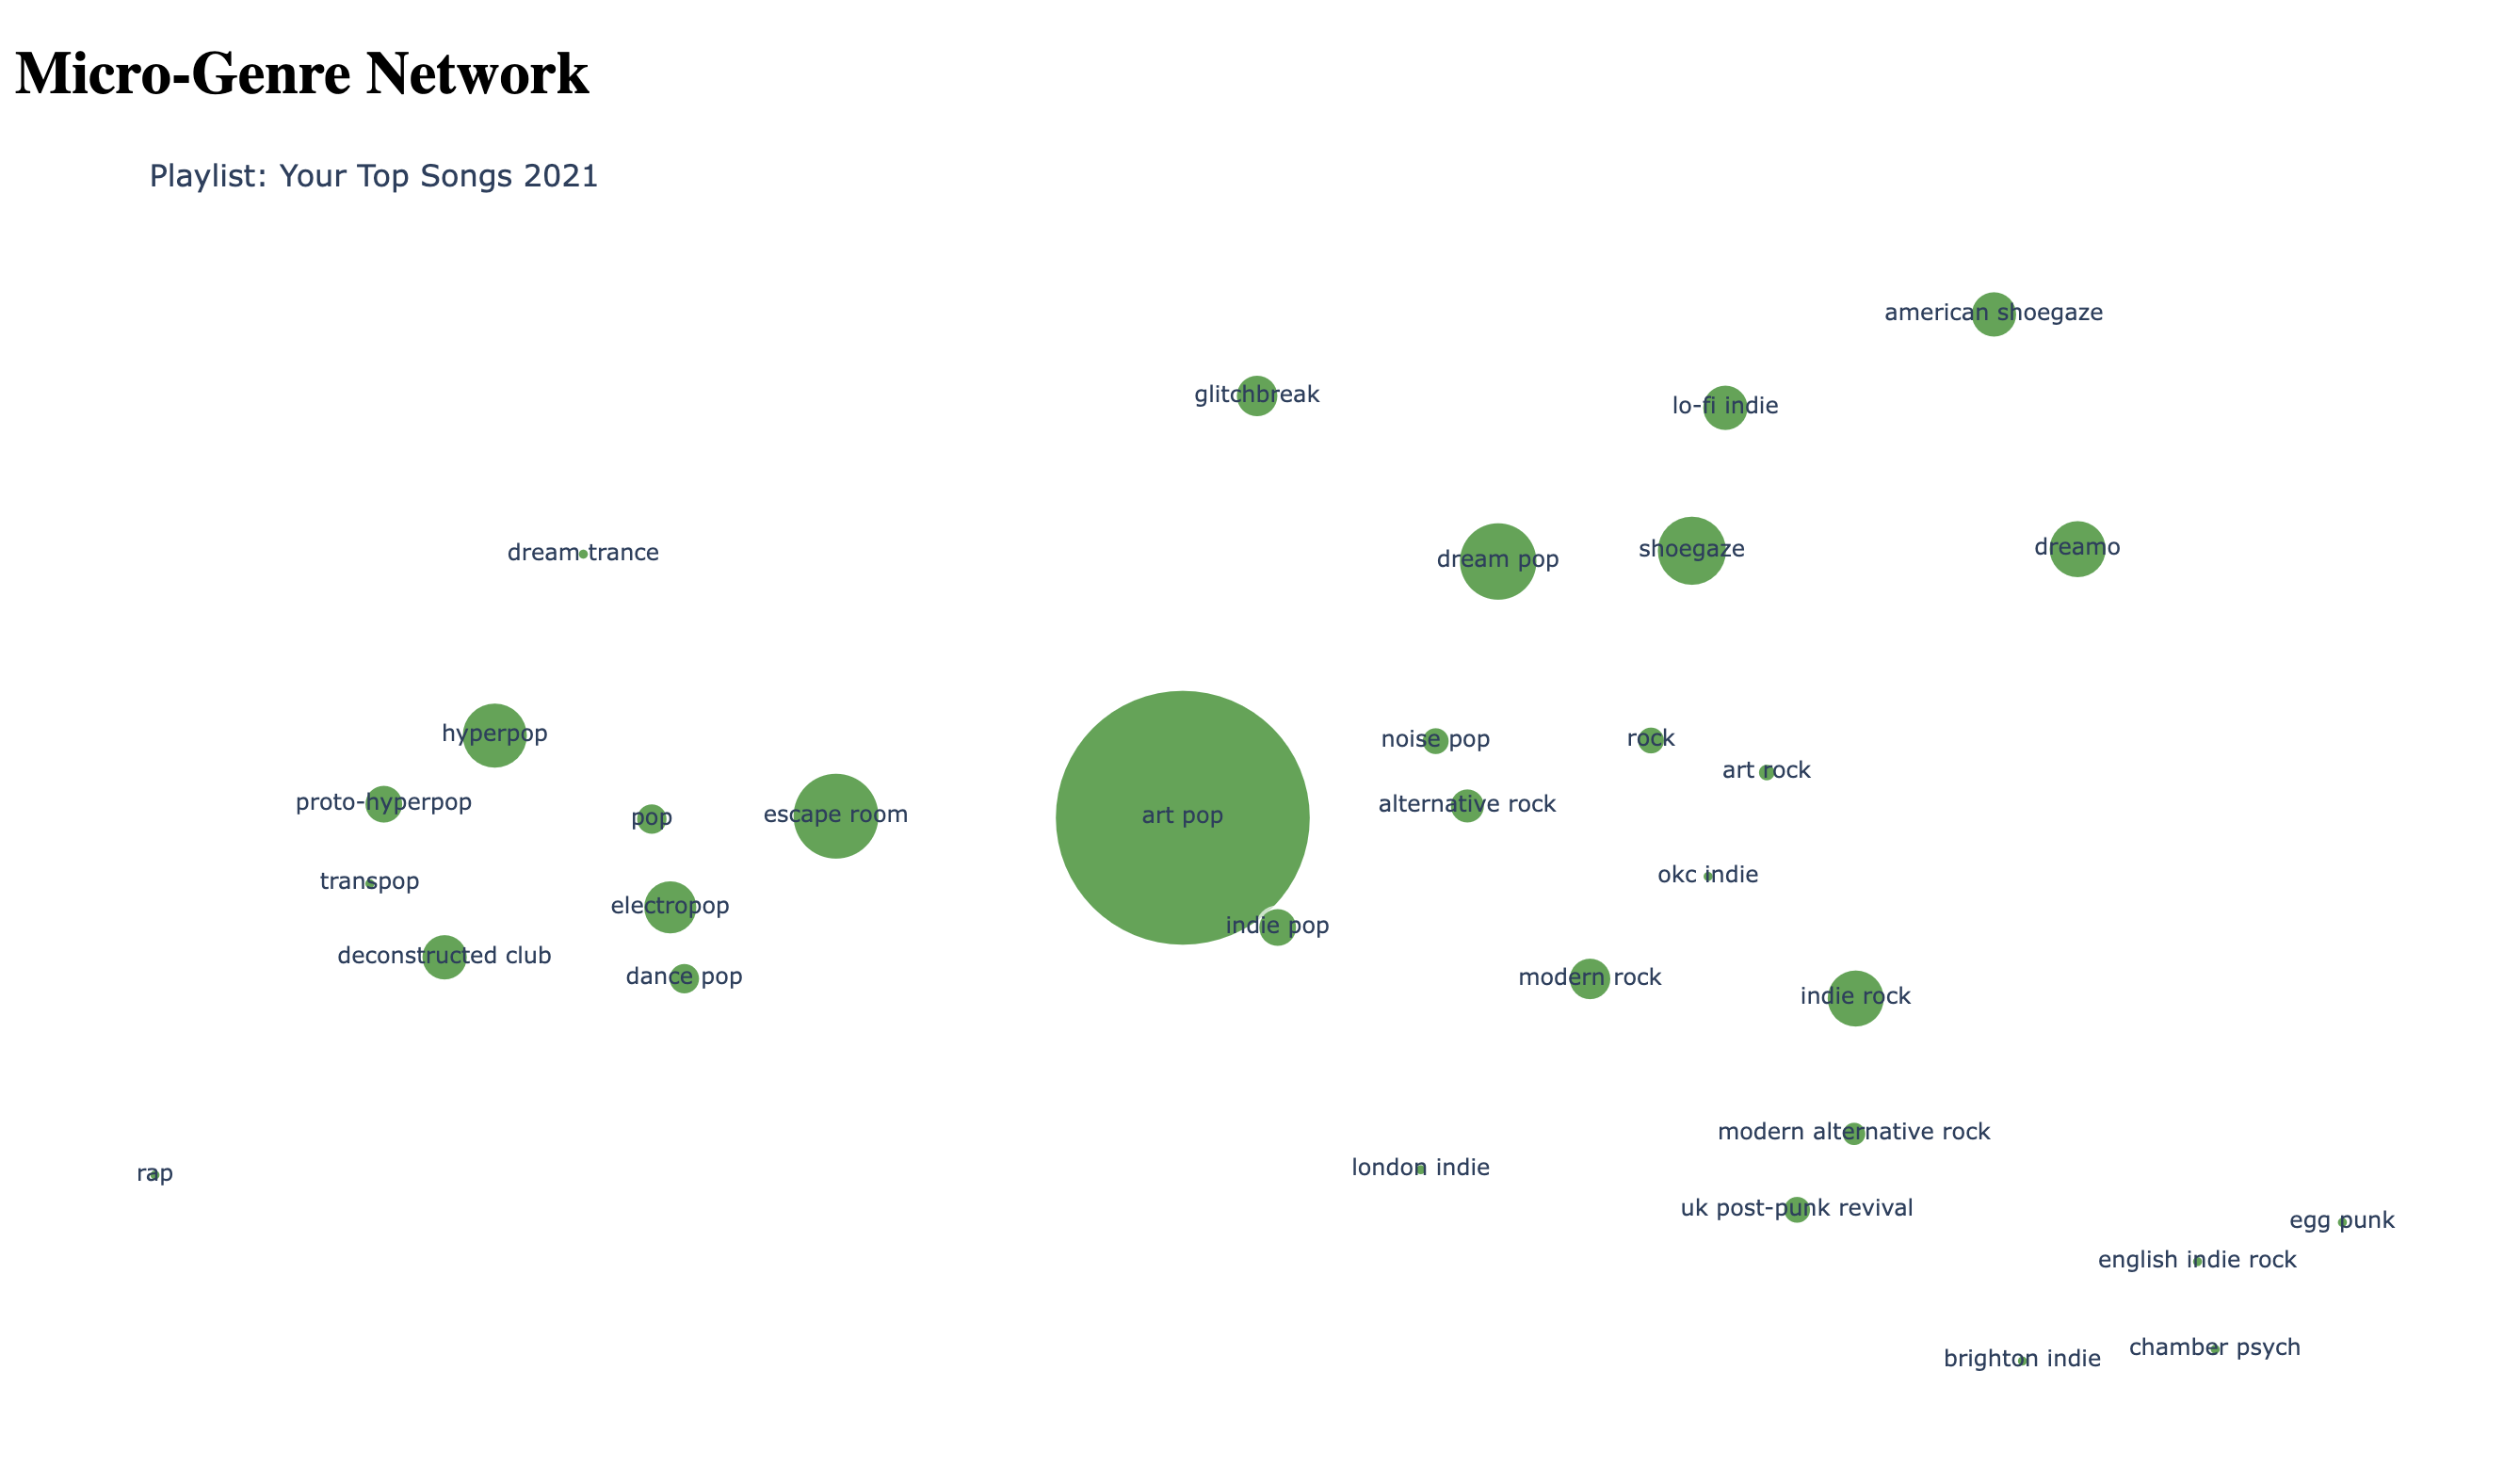 Micro-Genre Network
Playlist: Your Top Songs 2021
american shoegaze
glitchbreak
lo-fi indie
dream trance
dream pop
shoegaze
dreamo
hyperpop
noise pop
rock
art rock
proto-hyperpop
pop
escape room
art pop
alternative rock
transpop
okc indie
electropop
indie pop
deconstructed club
dance pop
modern rock
indie rock
modern alternative rock
rap
london indie
uk post-punk revival
egg punk
english indie rock
chamber psych
brighton indie